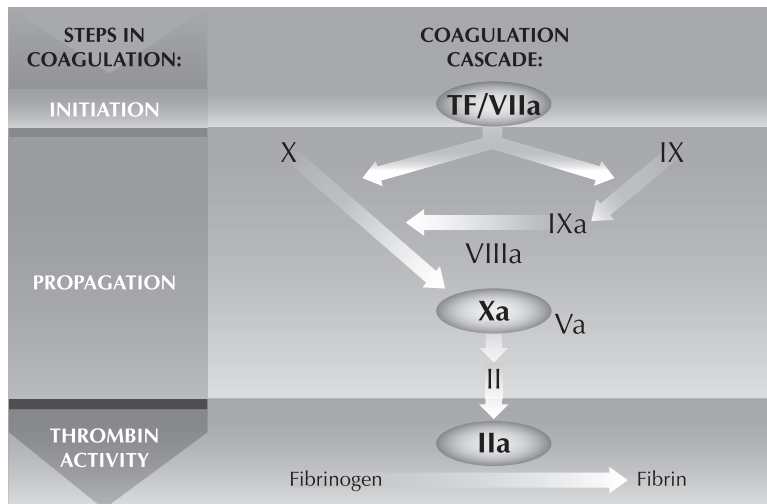 STEPS IN
COAGULATION:
COAGULATION
CASCADE:
INITIATION
TF/VIIa
X
IX
IXa
VIIIa
PROPAGATION
Xa
Va
II
THROMBIN
ACTIVITY
IIa
Fibrinogen
Fibrin